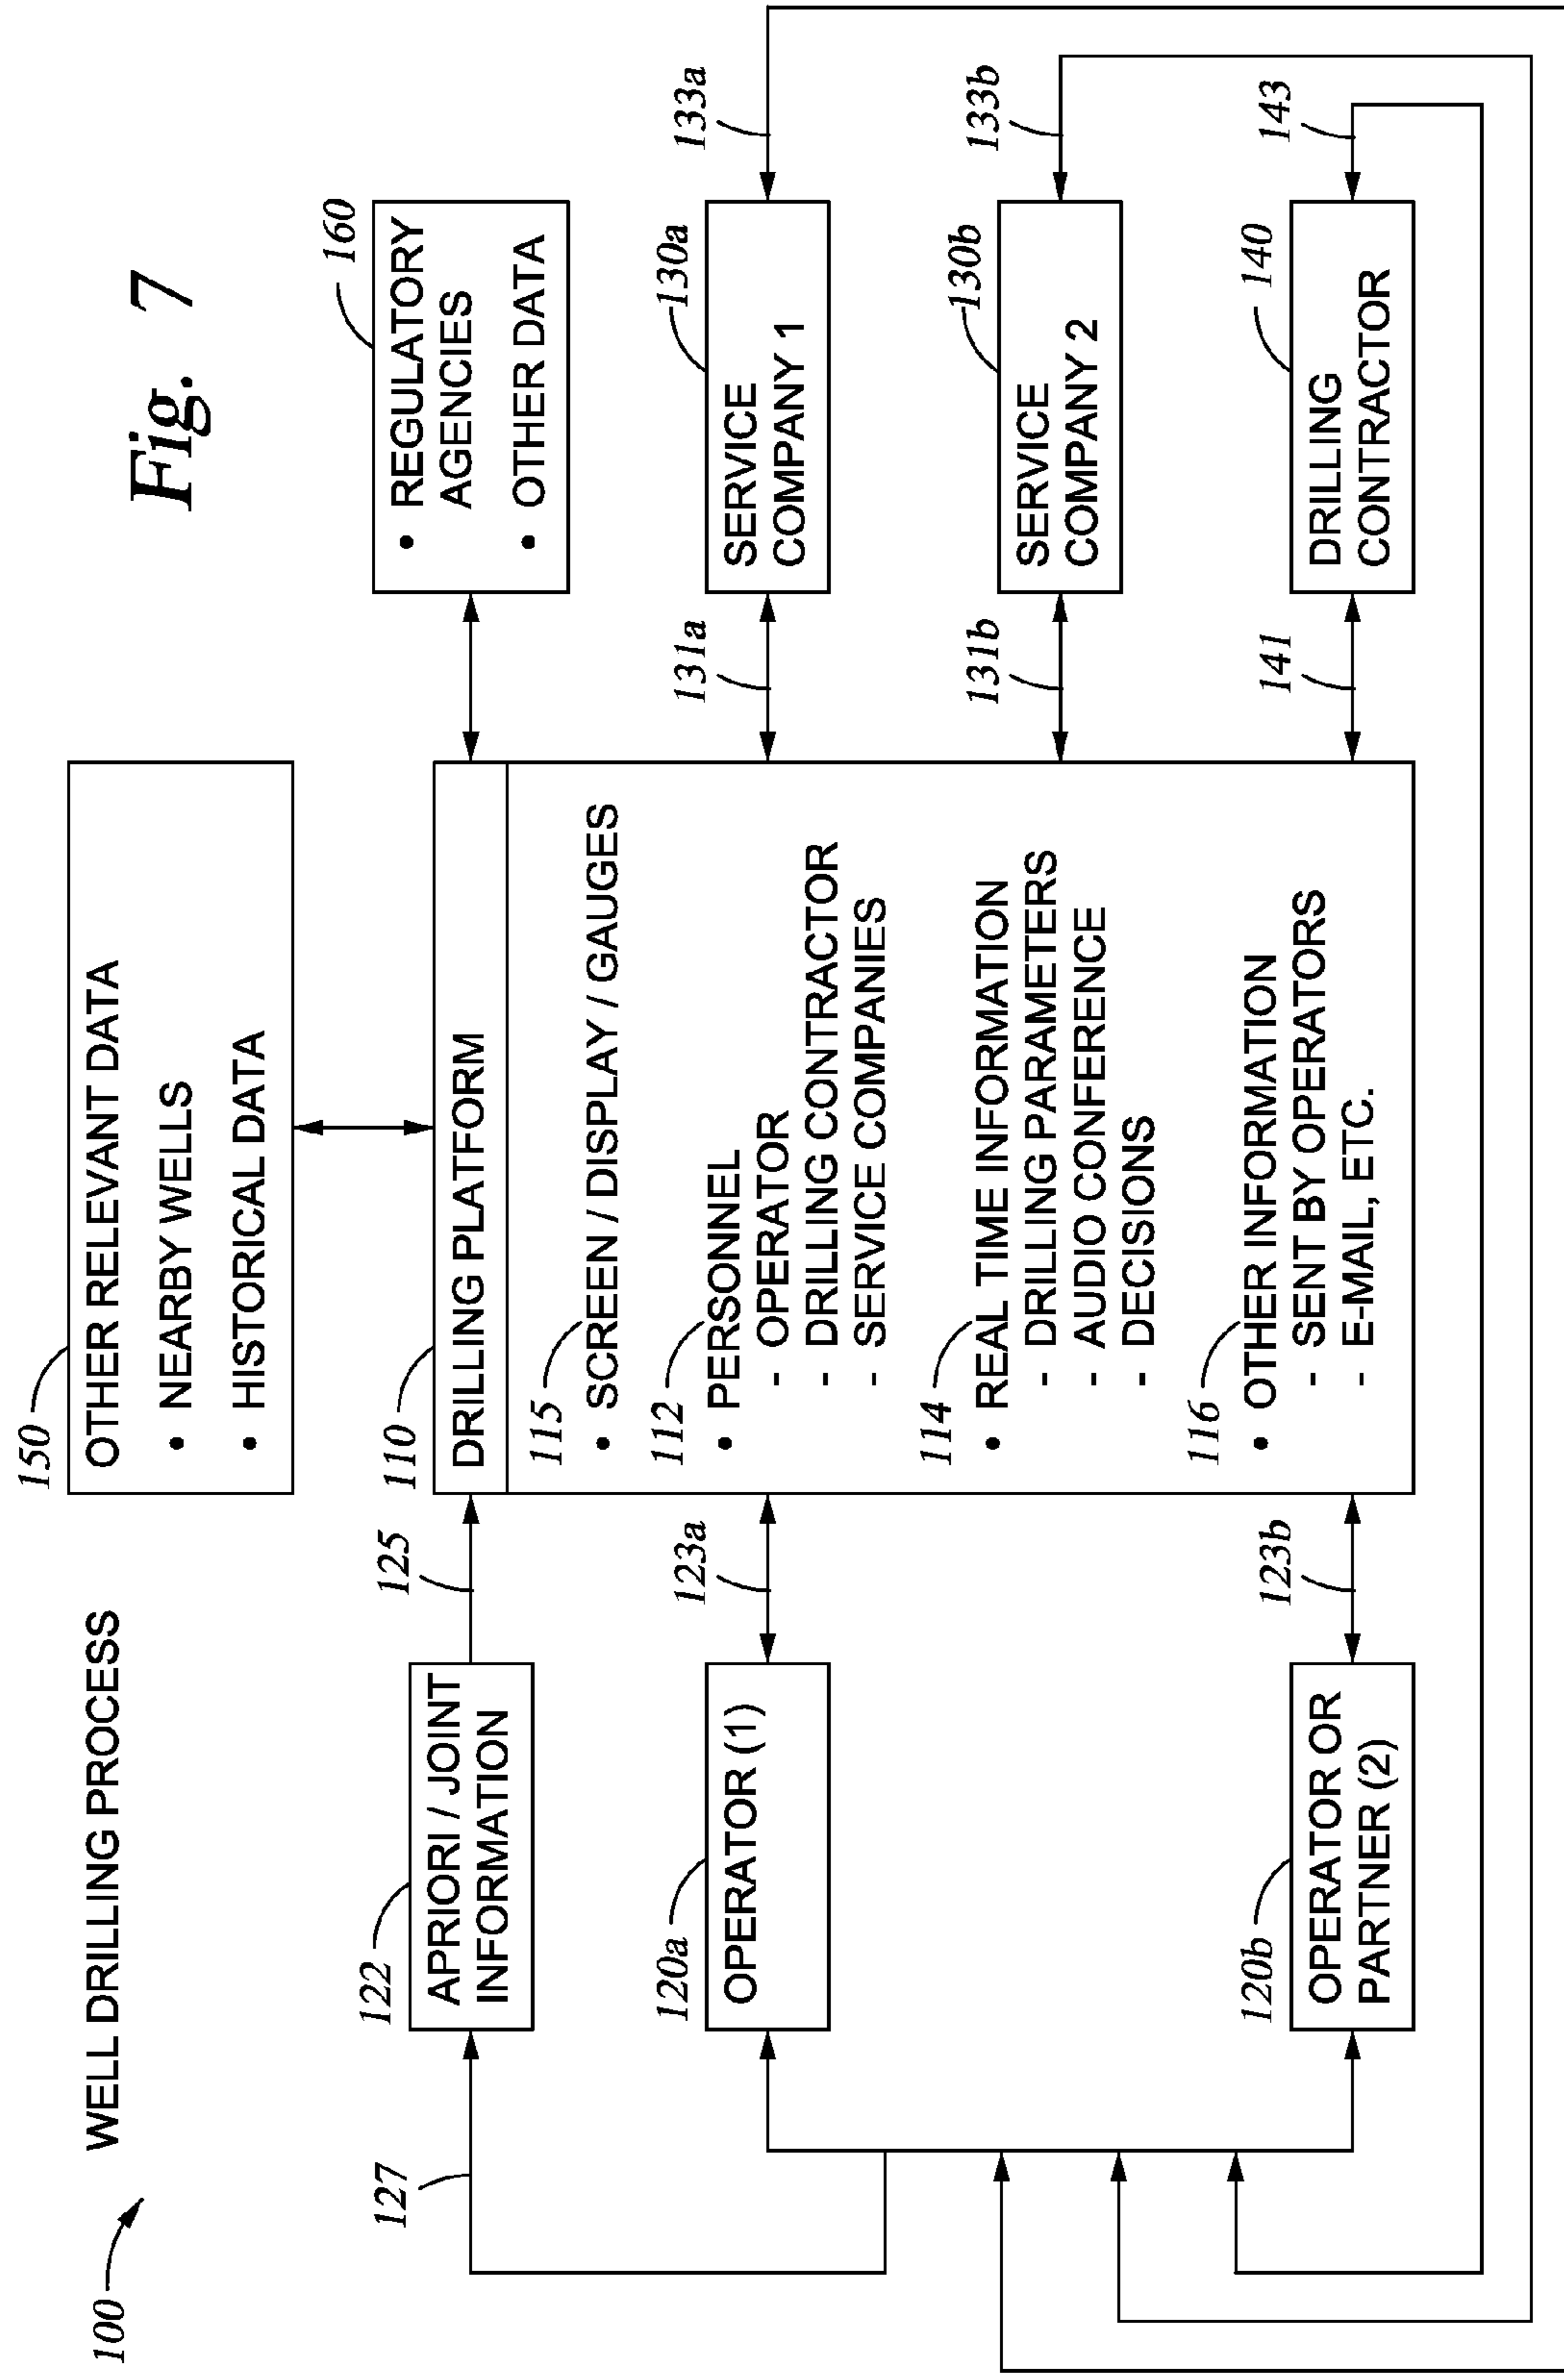 Fig. 7
100
WELL DRILLING PROCESS
150
OTHER RELEVANT DATA
• NEARBY WELLS
• HISTORICAL DATA
122
APRIORI / JOINT
INFORMATION
127
125
120a
OPERATOR (1)
123a
120b
OPERATOR OR
PARTNER (2)
123b
110
DRILLING PLATFORM
115
• SCREEN / DISPLAY / GAUGES
112
• PERSONNEL
- OPERATOR
- DRILLING CONTRACTOR
- SERVICE COMPANIES
114
• REAL TIME INFORMATION
- DRILLING PARAMETERS
- AUDIO CONFERENCE
- DECISIONS
116
• OTHER INFORMATION
- SENT BY OPERATORS
- E-MAIL, ETC.
160
• REGULATORY
AGENCIES
• OTHER DATA
131a
130a
SERVICE
COMPANY 1
133a
131b
130b
SERVICE
COMPANY 2
133b
141
140
DRILLING
CONTRACTOR
143